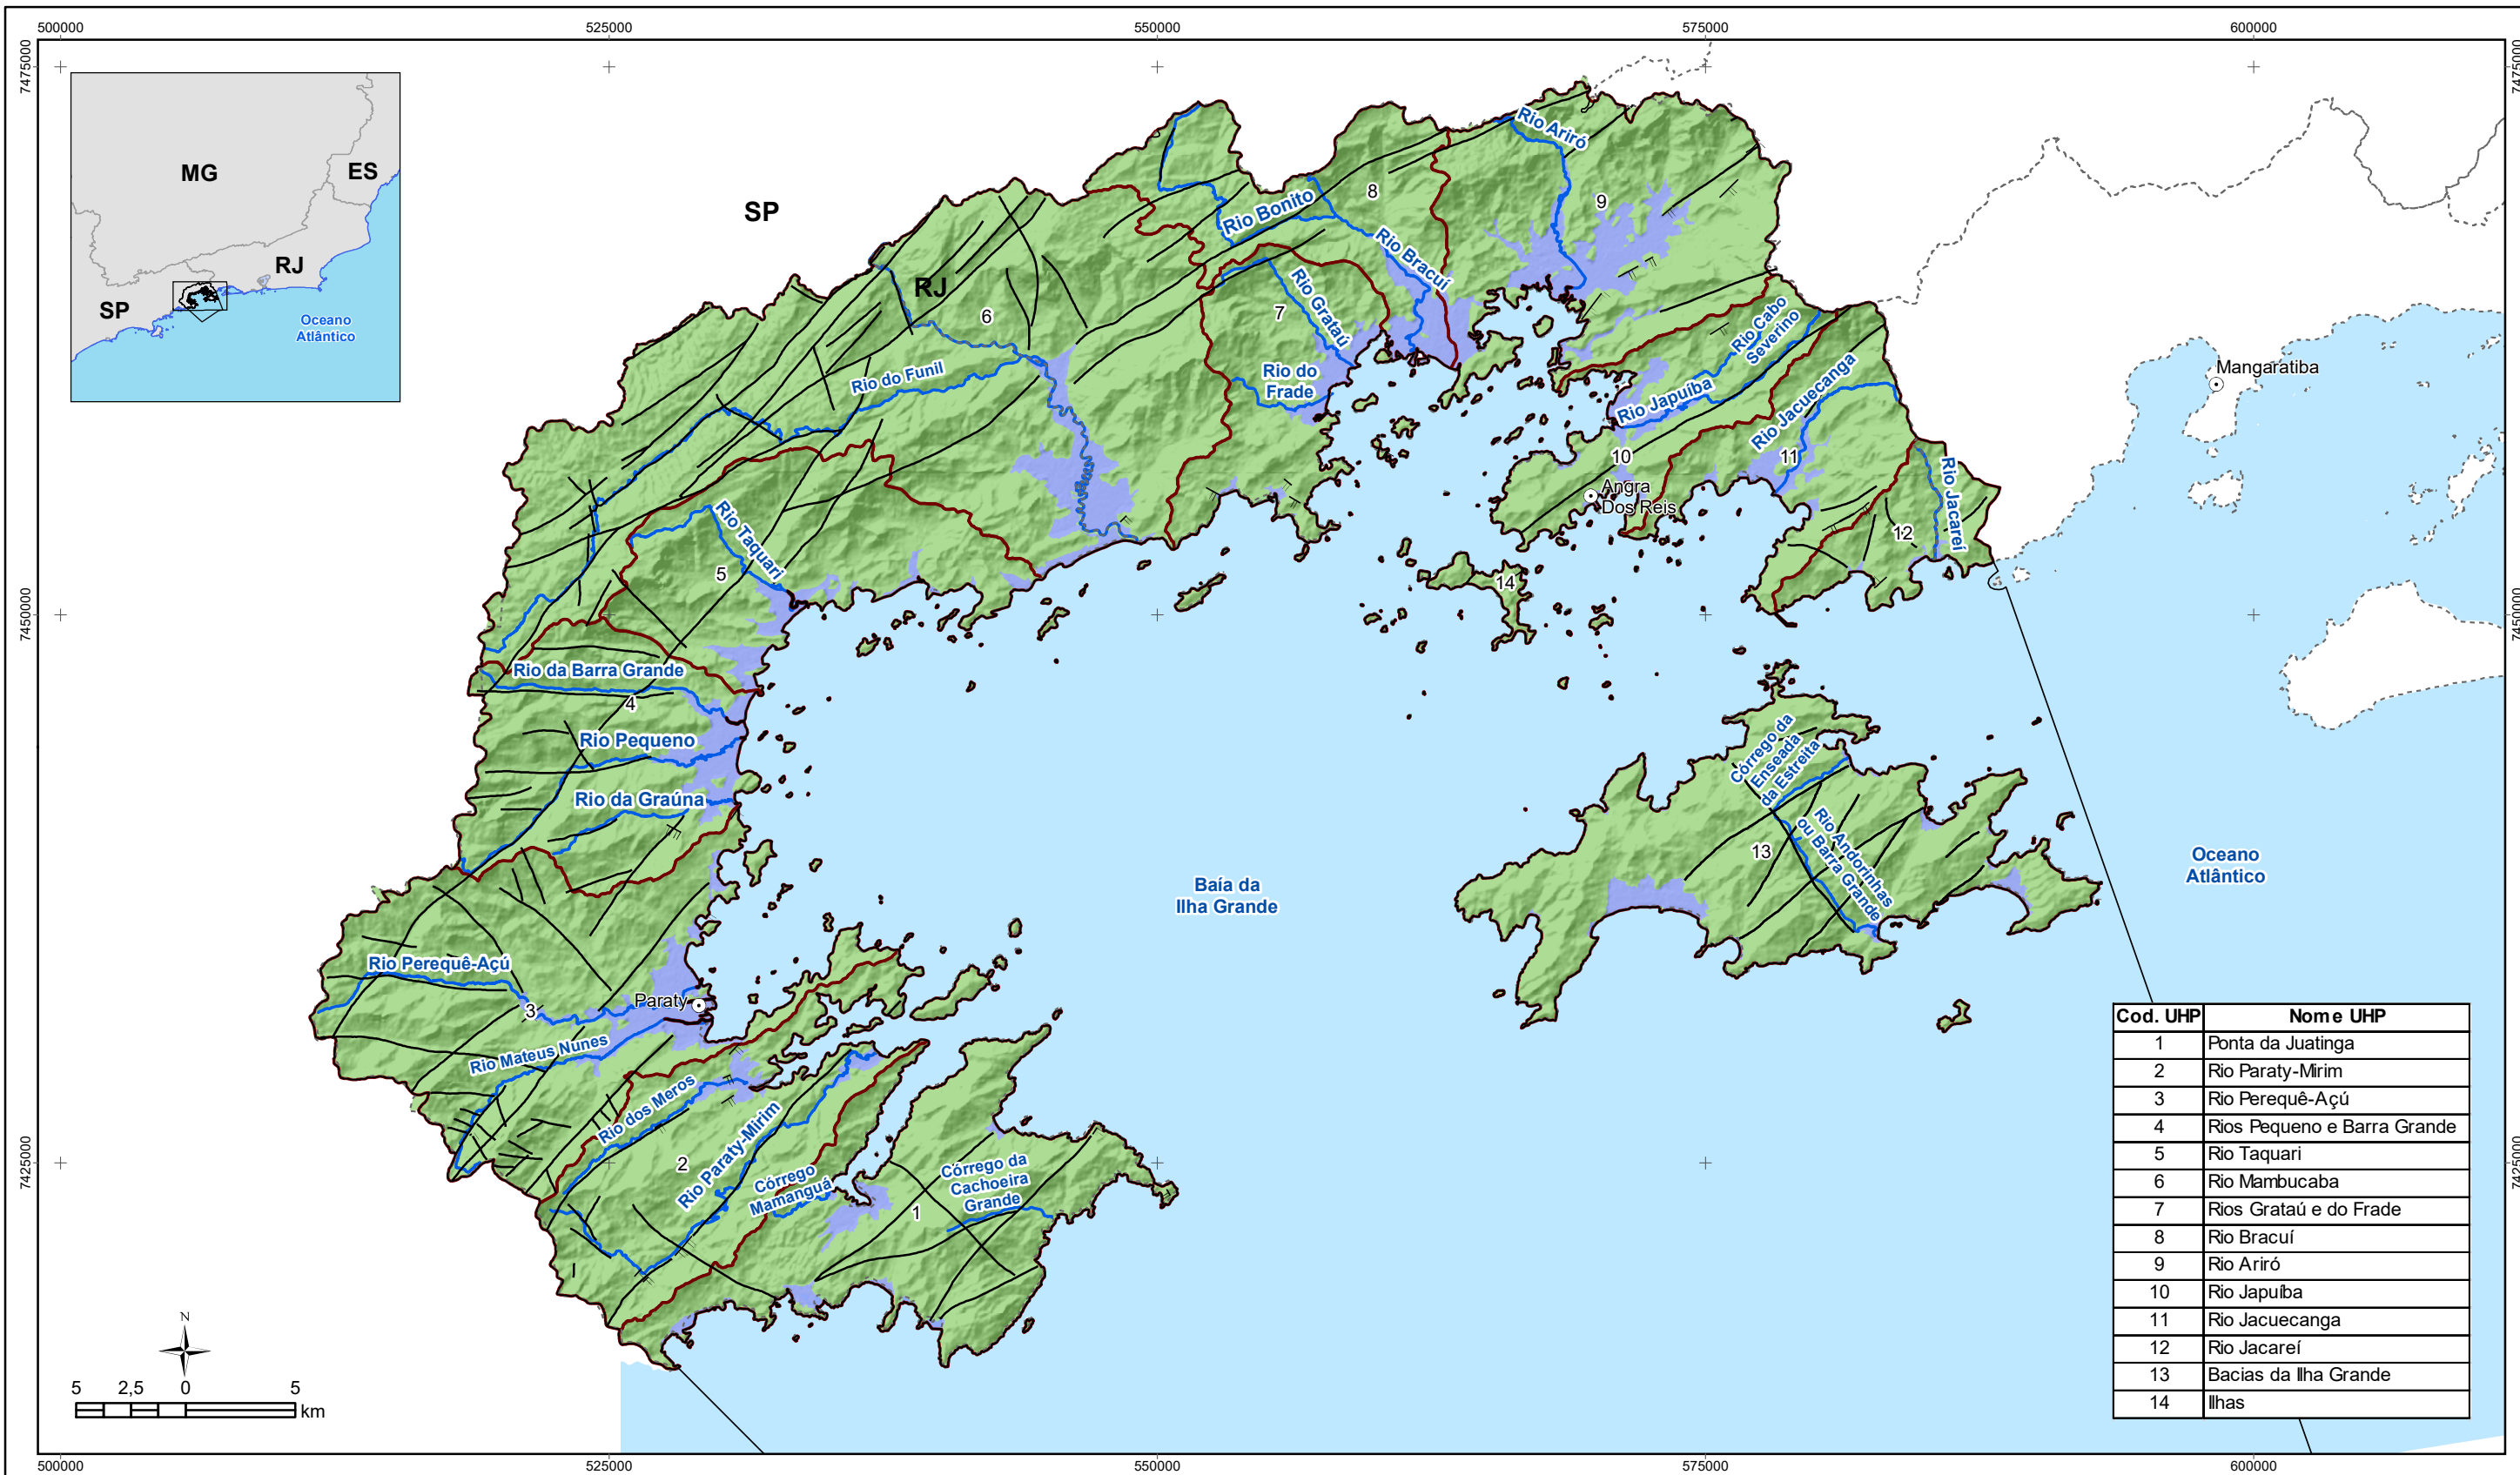 500000
525000
550000
575000
600000
7475000
7475000
MG
ES
SP
RJ
SP
Oceano
Atlântico
RJ
Rio Ariró
8
9
Rio Bonito
Rio Bracuí
6
7
Rio Grataú
Rio Cabo
Severino
Rio do Funil
Rio do
Frade
Rio Japuíba
Rio Jacuecanga
Mangaratiba
10
11
Angra
Dos Reis
Rio Jacareí
12
Rio Taquari
5
14
7450000
7450000
Rio da Barra Grande
4
Rio Pequeno
Córrego da
Enseada
da Estreita
Rio da Graúna
13
Rio Andorinhas
ou Barra Grande
Baía da
Ilha Grande
Oceano
Atlântico
Rio Perequê-Açú
3
Paraty
Rio Mateus Nunes
Rio dos Meros
2
Rio Paraty-Mirim
Córrego
Mamanguá
1
Córrego da
Cachoeira
Grande
7425000
7425000
Cod. UHP Nome UHP
1 Ponta da Juatinga
2 Rio Paraty-Mirim
3 Rio Perequê-Açú
4 Rios Pequeno e Barra Grande
5 Rio Taquari
6 Rio Mambucaba
7 Rios Grataú e do Frade
8 Rio Bracuí
9 Rio Ariró
10 Rio Japuíba
11 Rio Jacuecanga
12 Rio Jacareí
13 Bacias da Ilha Grande
14 Ilhas
N
5 2,5 0 5
km
500000
525000
550000
575000
600000